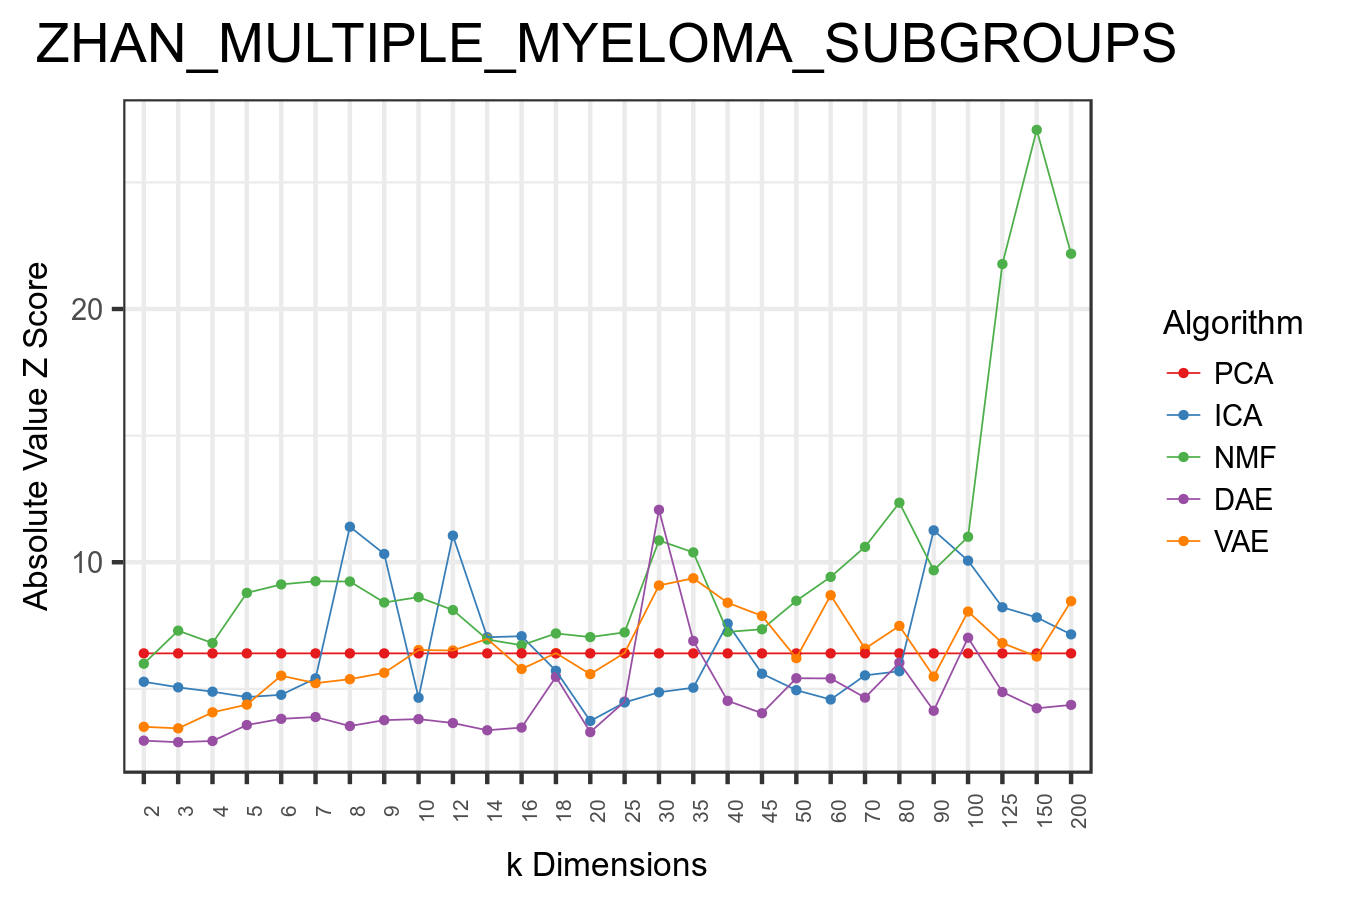 ZHAN_MULTIPLE_MYELOMA_SUBGROUPS
Absolute Value Z Score
20
10
2 3 4 5 6 7 8 9 10 12 14 16 18 20 25 30 35 40 45 50 60 70 80 90 100 125 150 200
k Dimensions
Algorithm
PCA
ICA
NMF
DAE
VAE